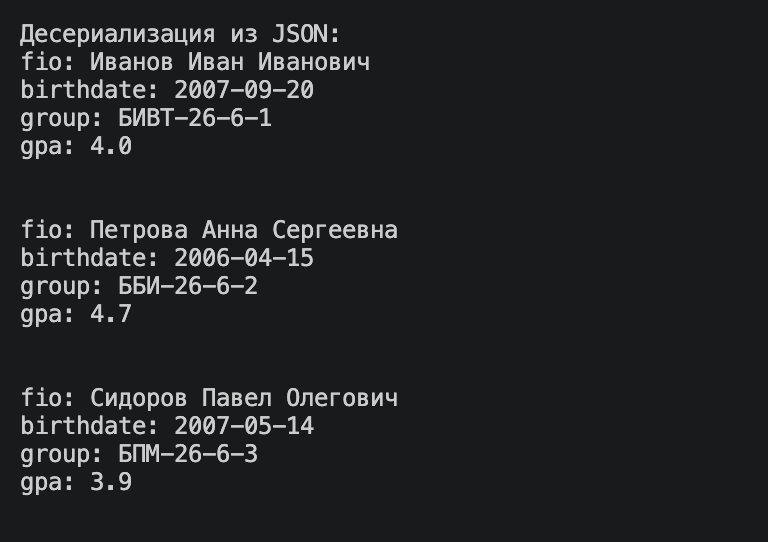 Десериализация из JSON:
fio: Иванов Иван Иванович
birthdate: 2007-09-20
group: БИВТ-26-6-1
gpa: 4.0
fio: Петрова Анна Сергеевна
birthdate: 2006-04-15
group: ББИ-26-6-2
gpa: 4.7
fio: Сидоров Павел Олегович
birthdate: 2007-05-14
group: БПМ-26-6-3
gpa: 3.9